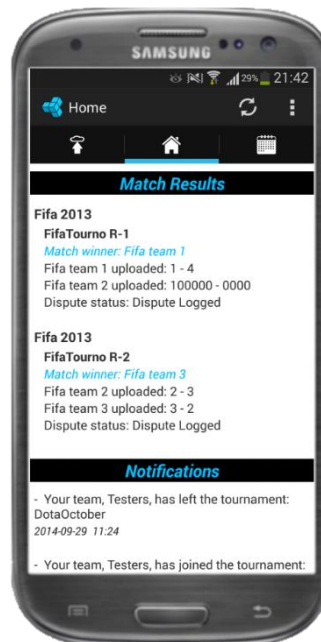 SAMSUNG
29% 21:42
Home
Match Results
Fifa 2013
FifaTourno R-1
Match winner: Fifa team 1
Fifa team 1 uploaded: 1 - 4
Fifa team 2 uploaded: 100000 - 0000
Dispute status: Dispute Logged
Fifa 2013
FifaTourno R-2
Match winner: Fifa team 3
Fifa team 2 uploaded: 2 - 3
Fifa team 3 uploaded: 3 - 2
Dispute status: Dispute Logged
Notifications
- Your team, Testers, has left the tournament:
DotaOctober
2014-09-29 11:24
- Your team, Testers, has joined the tournament: